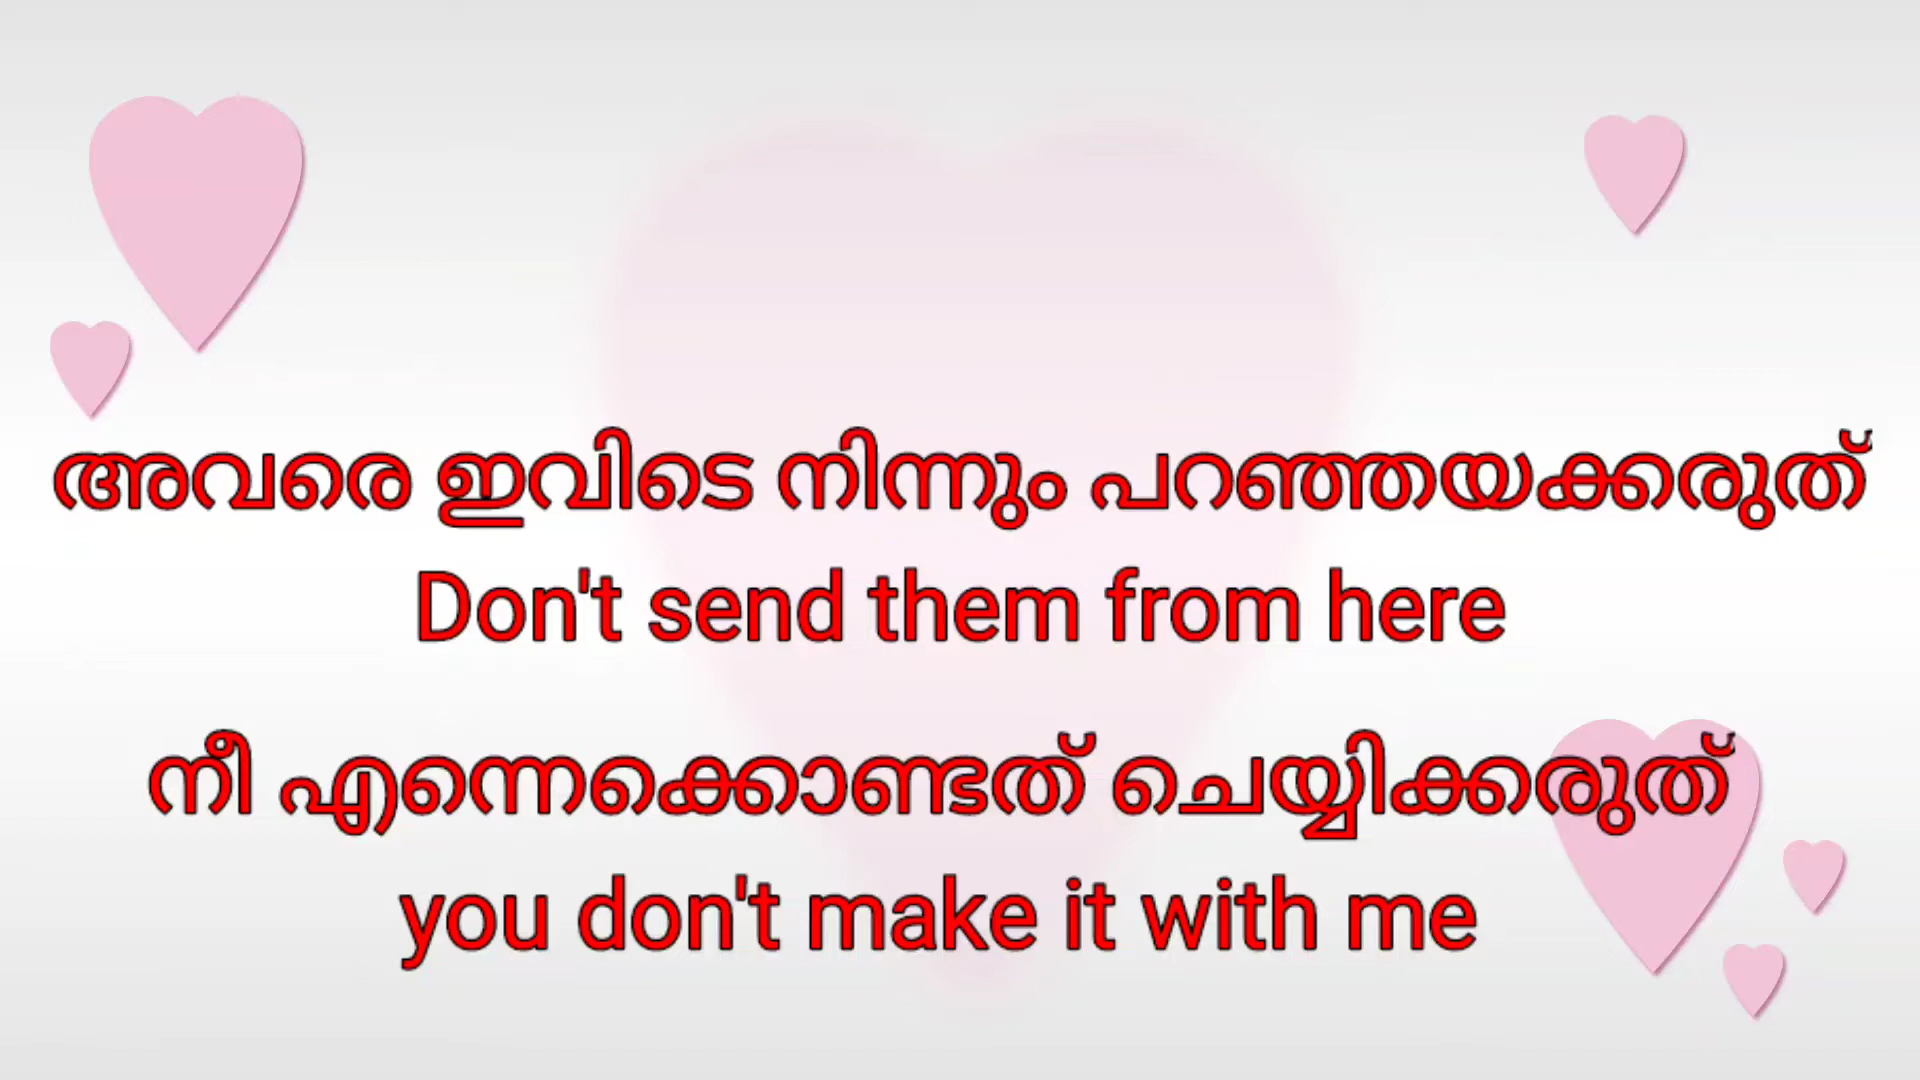 അവരെ ഇവിടെ നിന്നും പറഞ്ഞയക്കരുത്
Don't send them from here
നീ എന്നെക്കൊണ്ടത് ചെയ്യിക്കരുത്
you don't make it with me